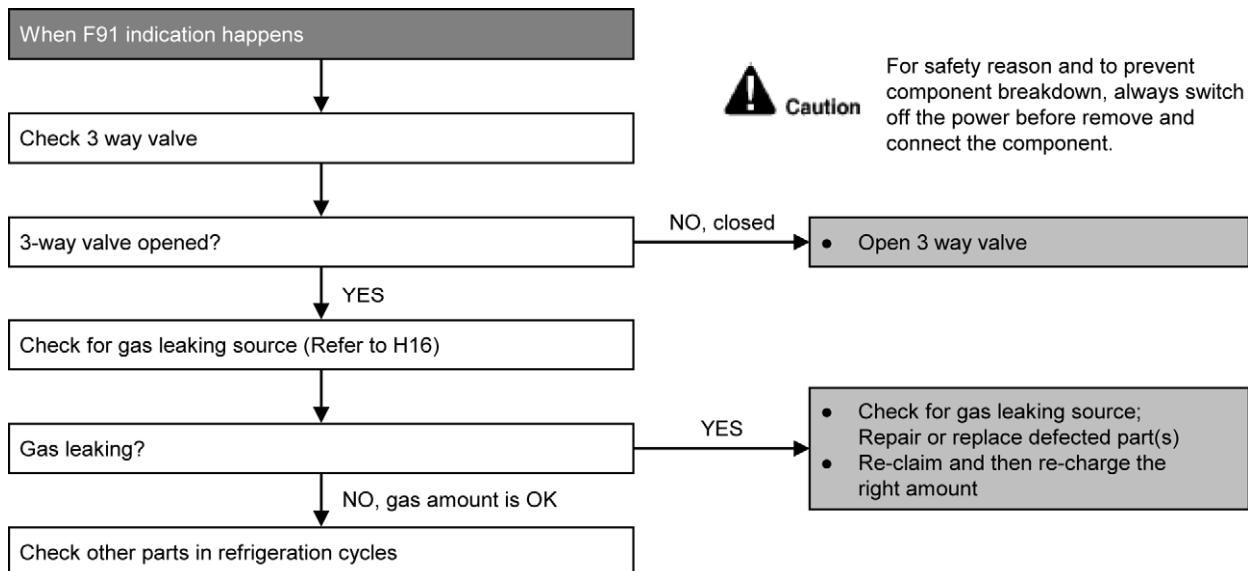 When F91 indication happens
Caution
For safety reason and to prevent
component breakdown, always switch
off the power before remove and
connect the component.
Check 3 way valve
3-way valve opened?
NO, closed
● Open 3 way valve
YES
Check for gas leaking source (Refer to H16)
Gas leaking?
YES
● Check for gas leaking source;
Repair or replace defected part(s)
● Re-claim and then re-charge the
right amount
NO, gas amount is OK
Check other parts in refrigeration cycles